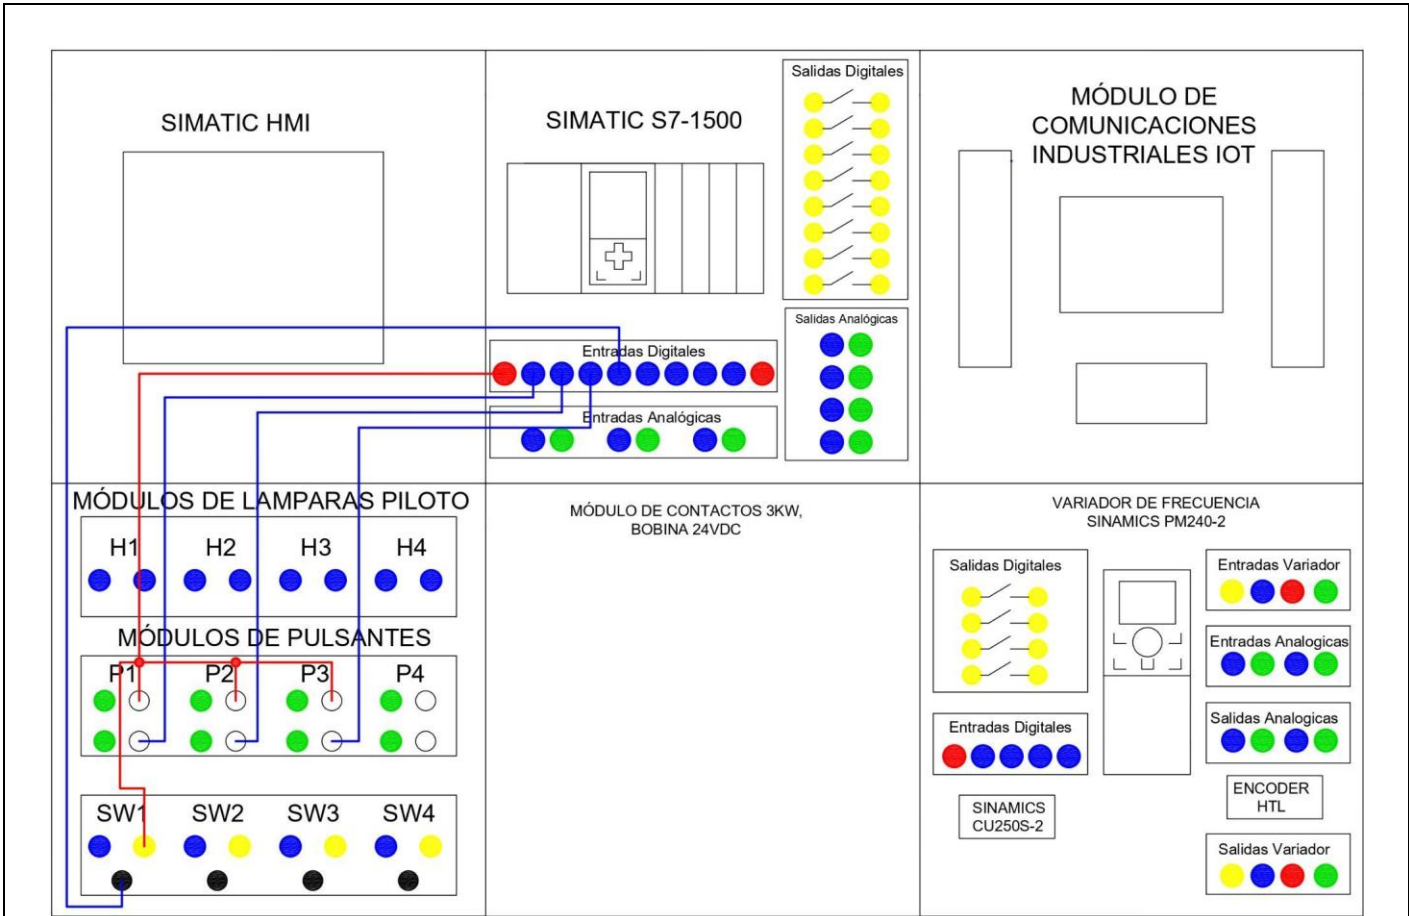 SIMATIC HMI
SIMATIC S7-1500
Salidas Digitales
Salidas Analógicas
Entradas Digitales
Entradas Analógicas
MÓDULO DE
COMUNICACIONES
INDUSTRIALES IOT
MÓDULOS DE LAMPARAS PILOTO
H1 H2 H3 H4
MÓDULOS DE PULSANTES
P1 P2 P3 P4
SW1 SW2 SW3 SW4
MÓDULO DE CONTACTOS 3KW,
BOBINA 24VDC
VARIADOR DE FRECUENCIA
SINAMICS PM240-2
Salidas Digitales
Entradas Digitales
SINAMICS
CU250S-2
Entradas Variador
Entradas Analogicas
Salidas Analogicas
ENCODER
HTL
Salidas Variador